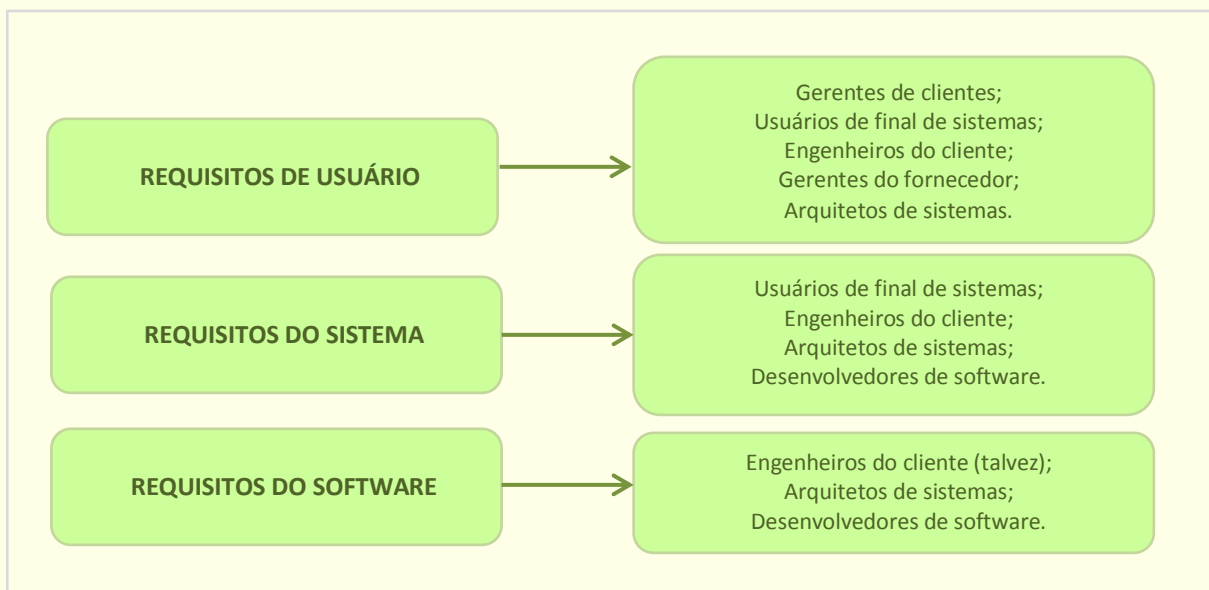 REQUISITOS DE USUÁRIO
Gerentes de clientes;
Usuários de final de sistemas;
Engenheiros do cliente;
Gerentes do fornecedor;
Arquitetos de sistemas.
REQUISITOS DO SISTEMA
Usuários de final de sistemas;
Engenheiros do cliente;
Arquitetos de sistemas;
Desenvolvedores de software.
REQUISITOS DO SOFTWARE
Engenheiros do cliente (talvez);
Arquitetos de sistemas;
Desenvolvedores de software.